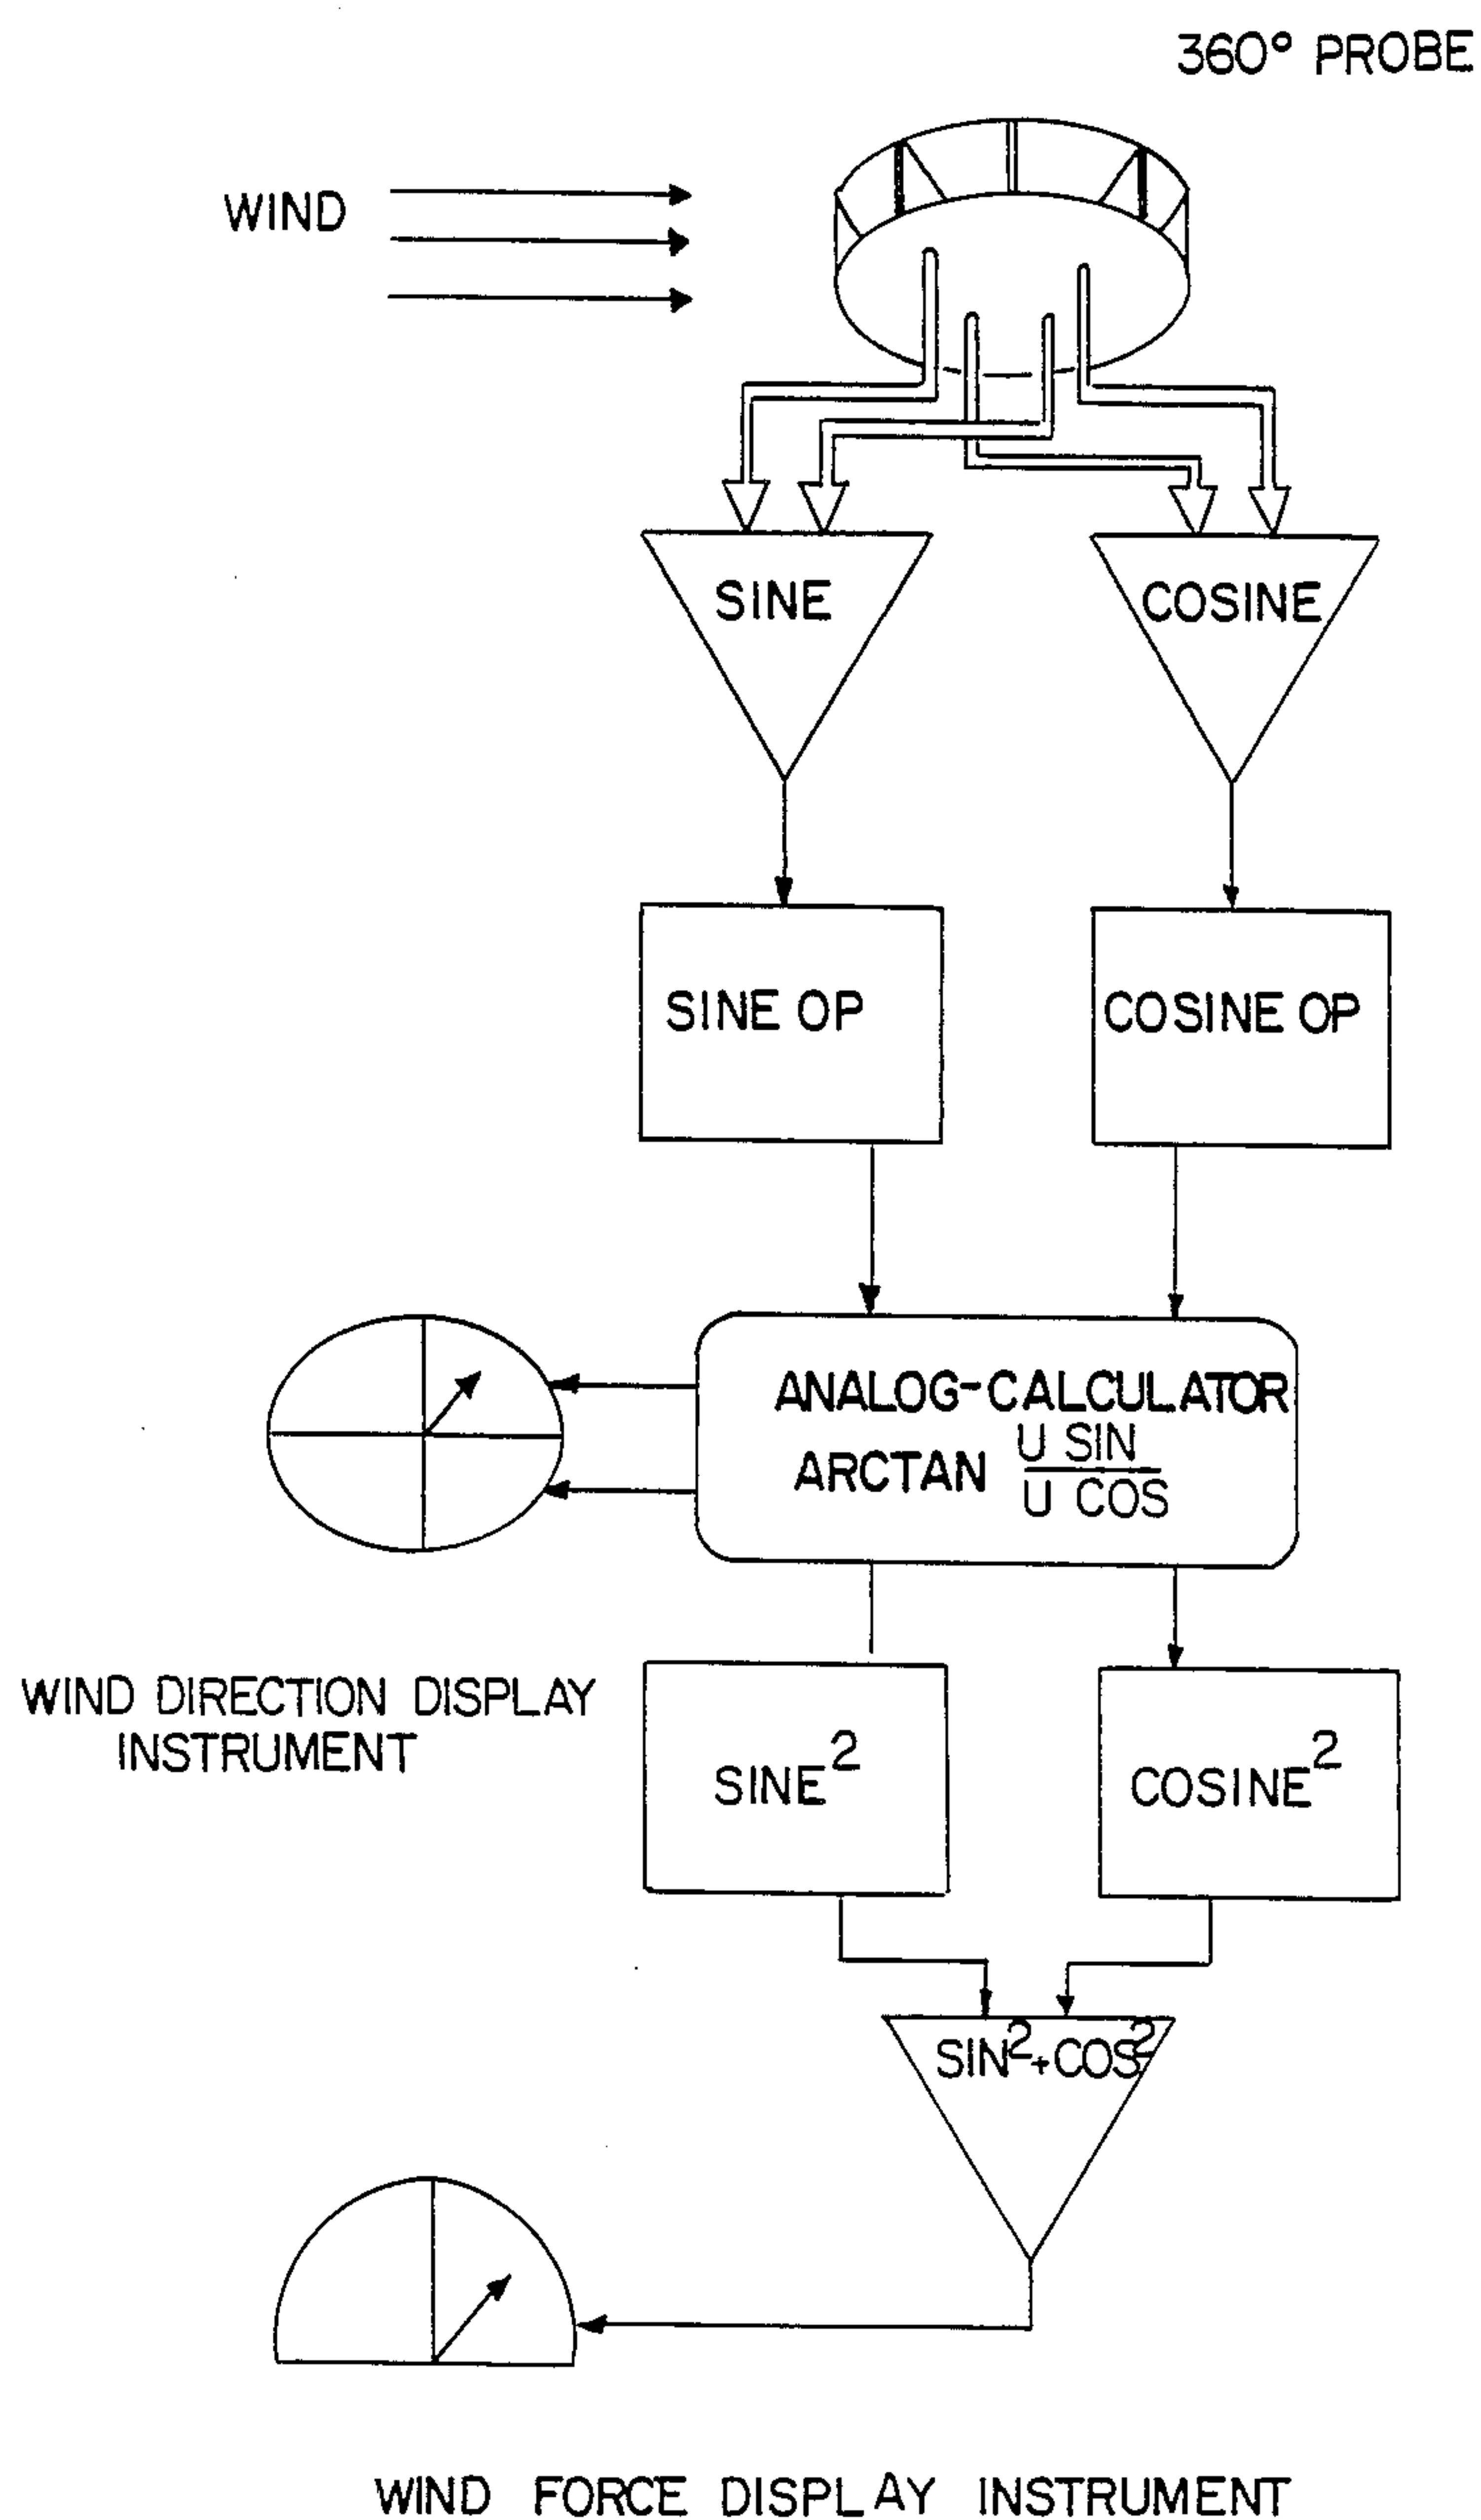 360° PROBE
WIND
SINE
COSINE
SINE OP
COSINE OP
ANALOG-CALCULATOR
ARCTAN U SIN
U COS
WIND DIRECTION DISPLAY
INSTRUMENT
SINE²
COSINE²
SIN²+COS²
WIND FORCE DISPLAY INSTRUMENT